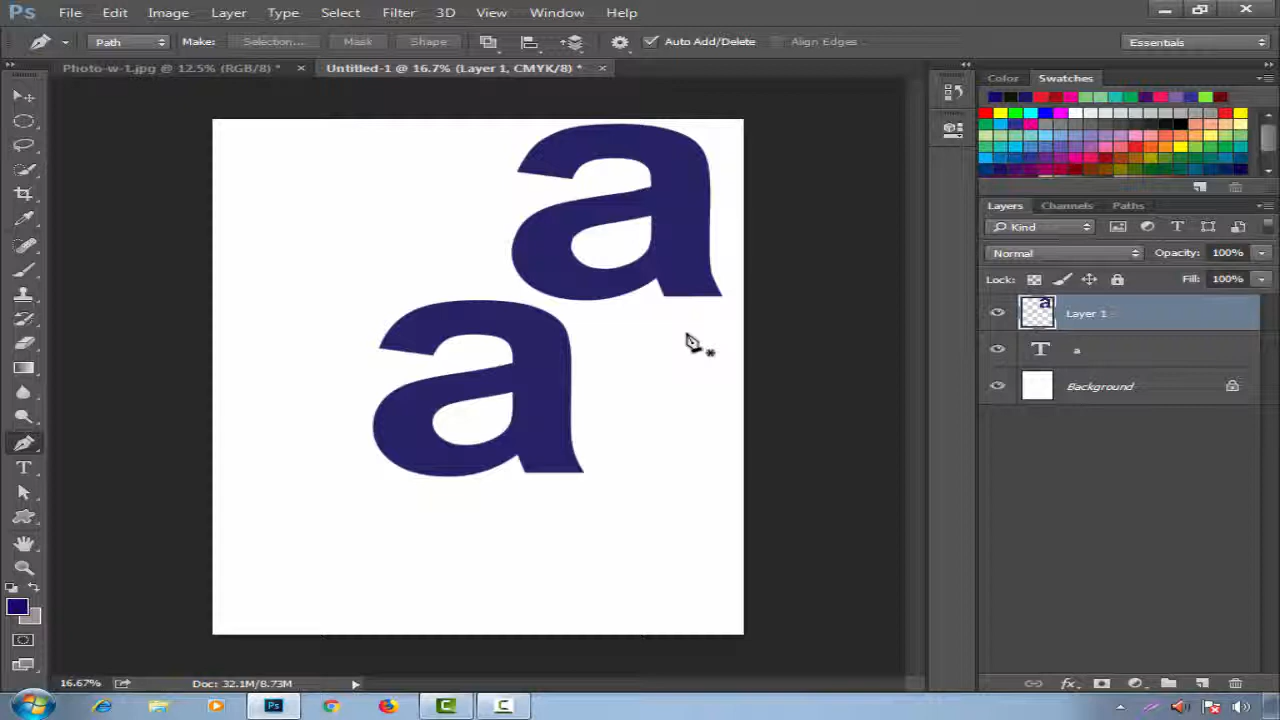 Ps File Edit Image Layer Type Select Filter 3D View Window Help
Path Make: Selection... Mask Shape Auto Add/Delete Align Edges Essentials
Photo-w-1.jpg @ 12.5% (RGB/8) * × Untitled-1 @ 16.7% (Layer 1, CMYK/8) * ×
Color Swatches
a
a
Layers Channels Paths
Kind
Normal Opacity: 100%
Lock: Fill: 100%
Layer 1
T a
Background
16.67% Doc: 32.1M/8.73M